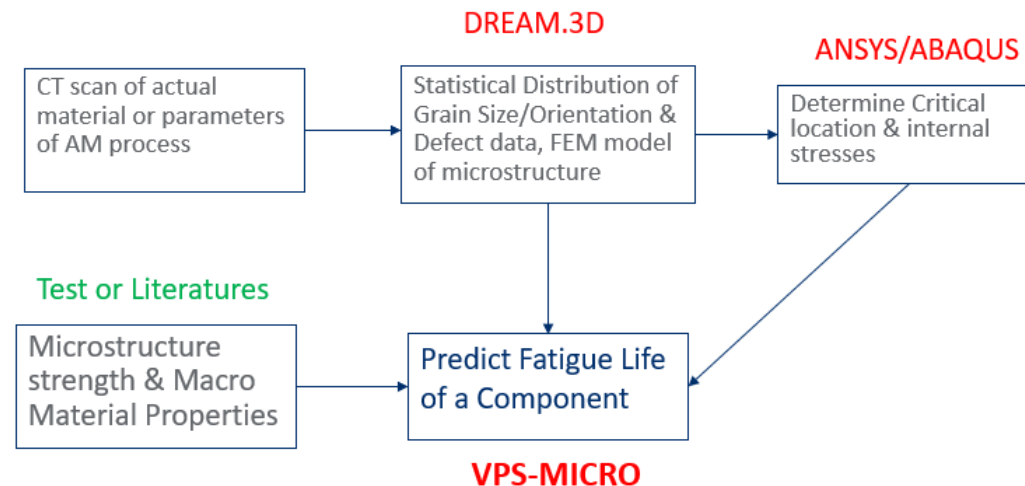 DREAM.3D
ANSYS/ABAQUS
CT scan of actual
material or parameters
of AM process
Statistical Distribution of
Grain Size/Orientation &
Defect data, FEM model
of microstructure
Determine Critical
location & internal
stresses
Test or Literatures
Microstructure
strength & Macro
Material Properties
Predict Fatigue Life
of a Component
VPS-MICRO